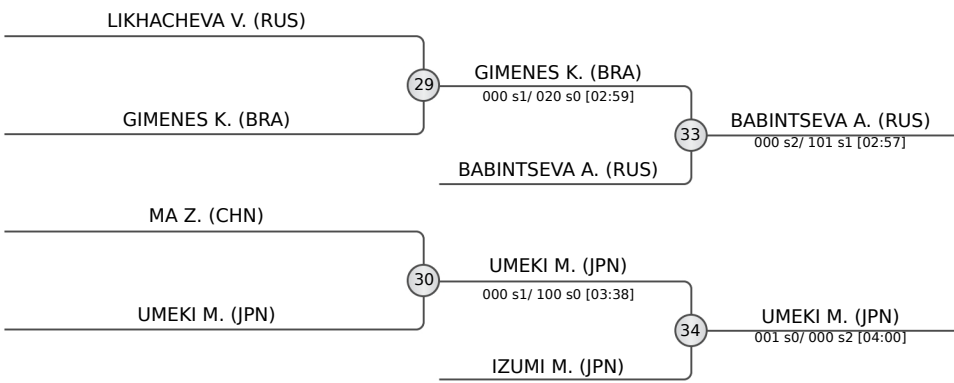 LIKHACHEVA V. (RUS)
29
GIMENES K. (BRA)
000 s1/ 020 s0 [02:59]
GIMENES K. (BRA)
33
BABINTSEVA A. (RUS)
000 s2/ 101 s1 [02:57]
BABINTSEVA A. (RUS)
MA Z. (CHN)
30
UMEKI M. (JPN)
000 s1/ 100 s0 [03:38]
UMEKI M. (JPN)
34
UMEKI M. (JPN)
001 s0/ 000 s2 [04:00]
IZUMI M. (JPN)